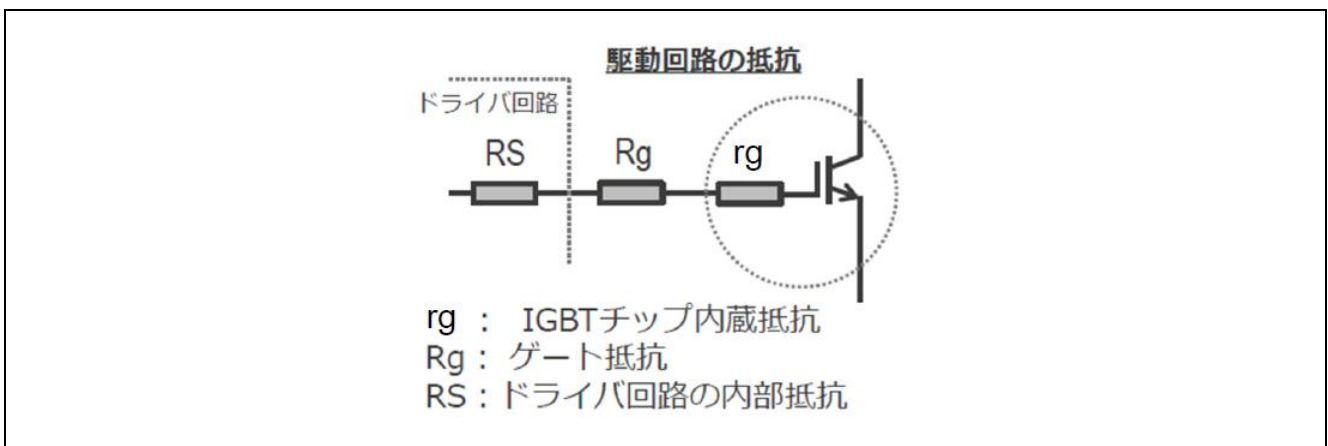 駆動回路の抵抗
ドライバ回路
RS Rg rg
rg : IGBTチップ内蔵抵抗
Rg : ゲート抵抗
RS : ドライバ回路の内部抵抗